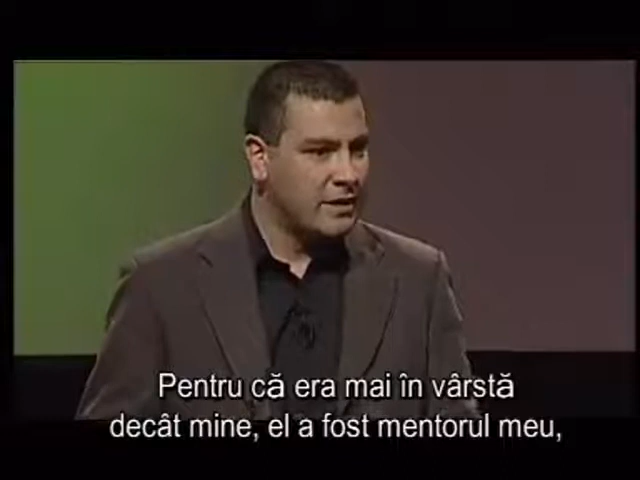 Pentru că era mai în vârstă
decât mine, el a fost mentorul meu,